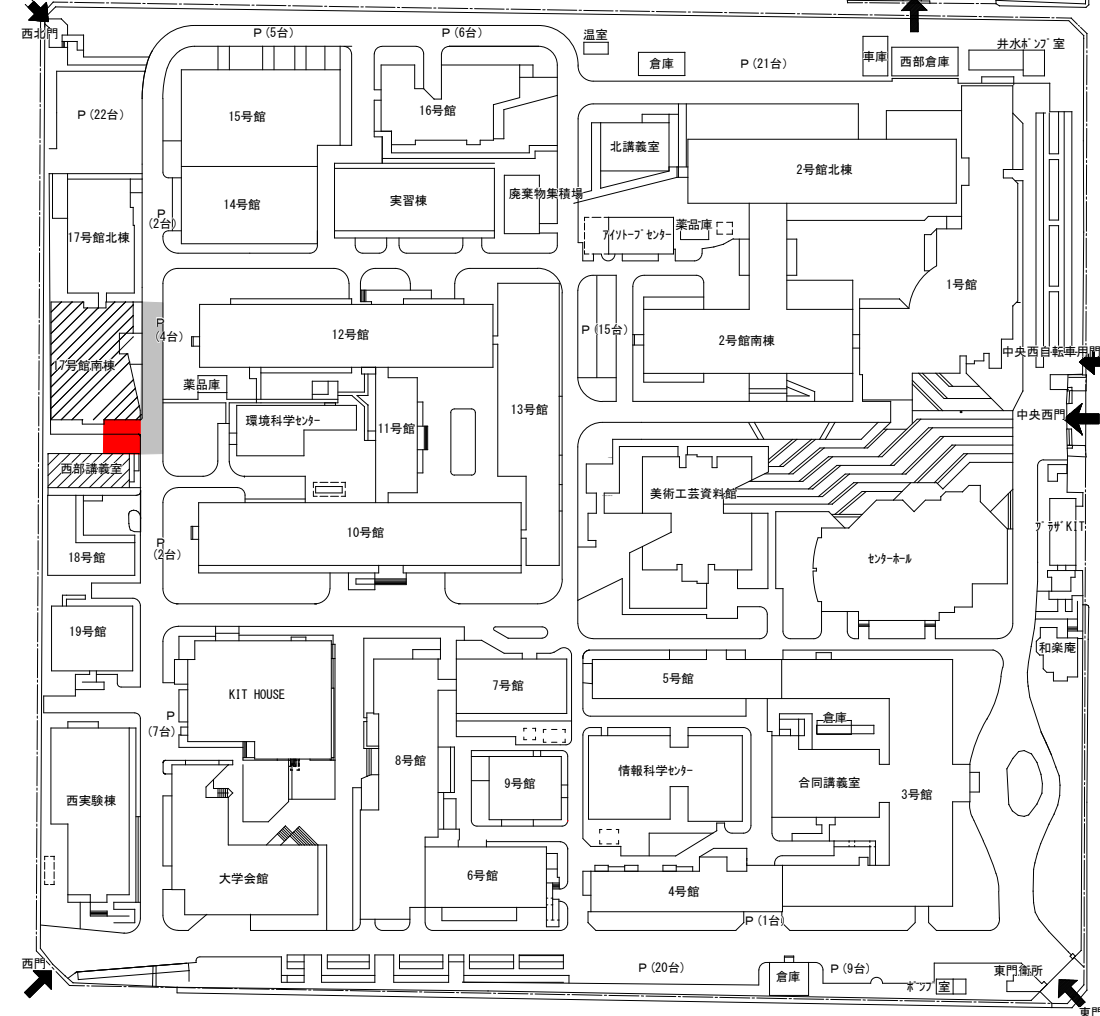 西北門
P (5台)
P (6台)
温室
倉庫
P (21台)
車庫
西部倉庫
井水ポンプ室
P (22台)
15号館
16号館
北講義室
2号館北棟
14号館
実習棟
廃棄物集積場
P
(2台)
17号館北棟
アイソトープセンター
薬品庫
1号館
P
(4台)
12号館
P (15台)
2号館南棟
中央西自転車用門
17号館南棟
薬品庫
13号館
中央西門
環境科学センター
11号館
西部講義室
美術工芸資料館
プラザKIT
10号館
P
(2台)
18号館
センターホール
19号館
和楽庵
KIT HOUSE
7号館
5号館
P
(7台)
倉庫
8号館
9号館
情報科学センター
合同講義室
3号館
西実験棟
大学会館
6号館
4号館
P (1台)
西門
P (20台)
倉庫
P (9台)
ポンプ室
東門衛所
東門